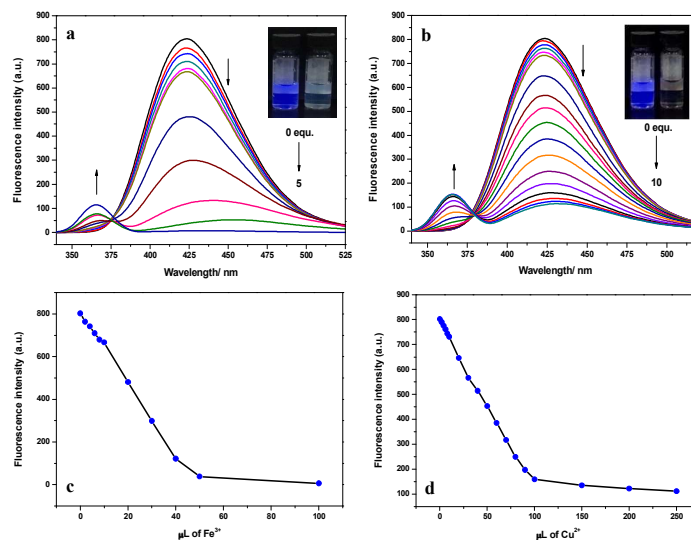 a
900
800
700
600
500
400
300
200
100
0
Fluorescence intensity (a.u.)
350 375 400 425 450 475 500 525
Wavelength/ nm
0 equ.
5
b
900
800
700
600
500
400
300
200
100
0
Fluorescence intensity (a.u.)
350 375 400 425 450 475 500
Wavelength/ nm
0 equ.
10
c
800
600
400
200
0
Fluorescence intensity (a.u.)
0 20 40 60 80 100
μL of Fe³⁺
d
900
800
700
600
500
400
300
200
100
Fluorescence intensity (a.u.)
0 50 100 150 200 250
μL of Cu²⁺